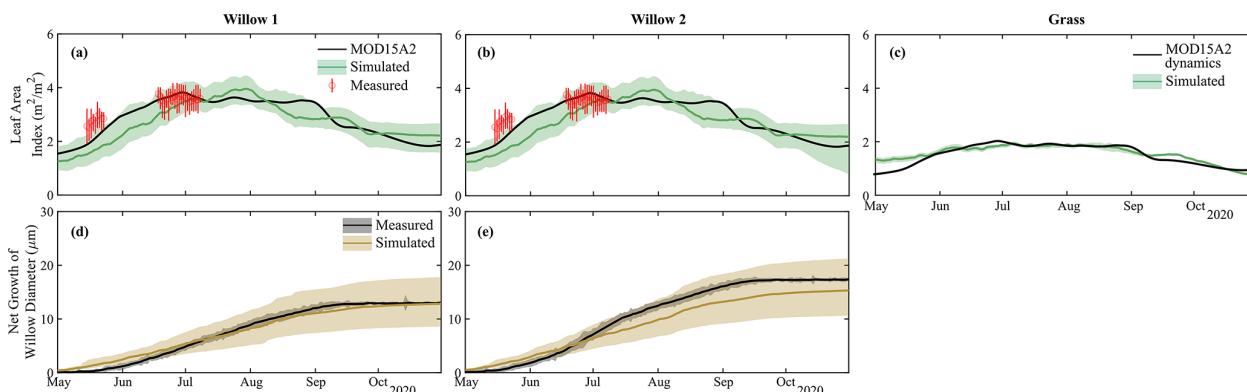 Willow 1
Willow 2
Grass
Leaf Area
Index (m²/m²)
6
4
2
0
(a)
MOD15A2
Simulated
Measured
6
4
2
0
(b)
MOD15A2
Simulated
Measured
6
4
2
0
(c)
MOD15A2
dynamics
Simulated
May
Jun
Jul
Aug
Sep
Oct
2020
Net Growth of
Willow Diameter (μm)
30
20
10
0
(d)
Measured
Simulated
May
Jun
Jul
Aug
Sep
Oct
2020
30
20
10
0
(e)
May
Jun
Jul
Aug
Sep
Oct
2020